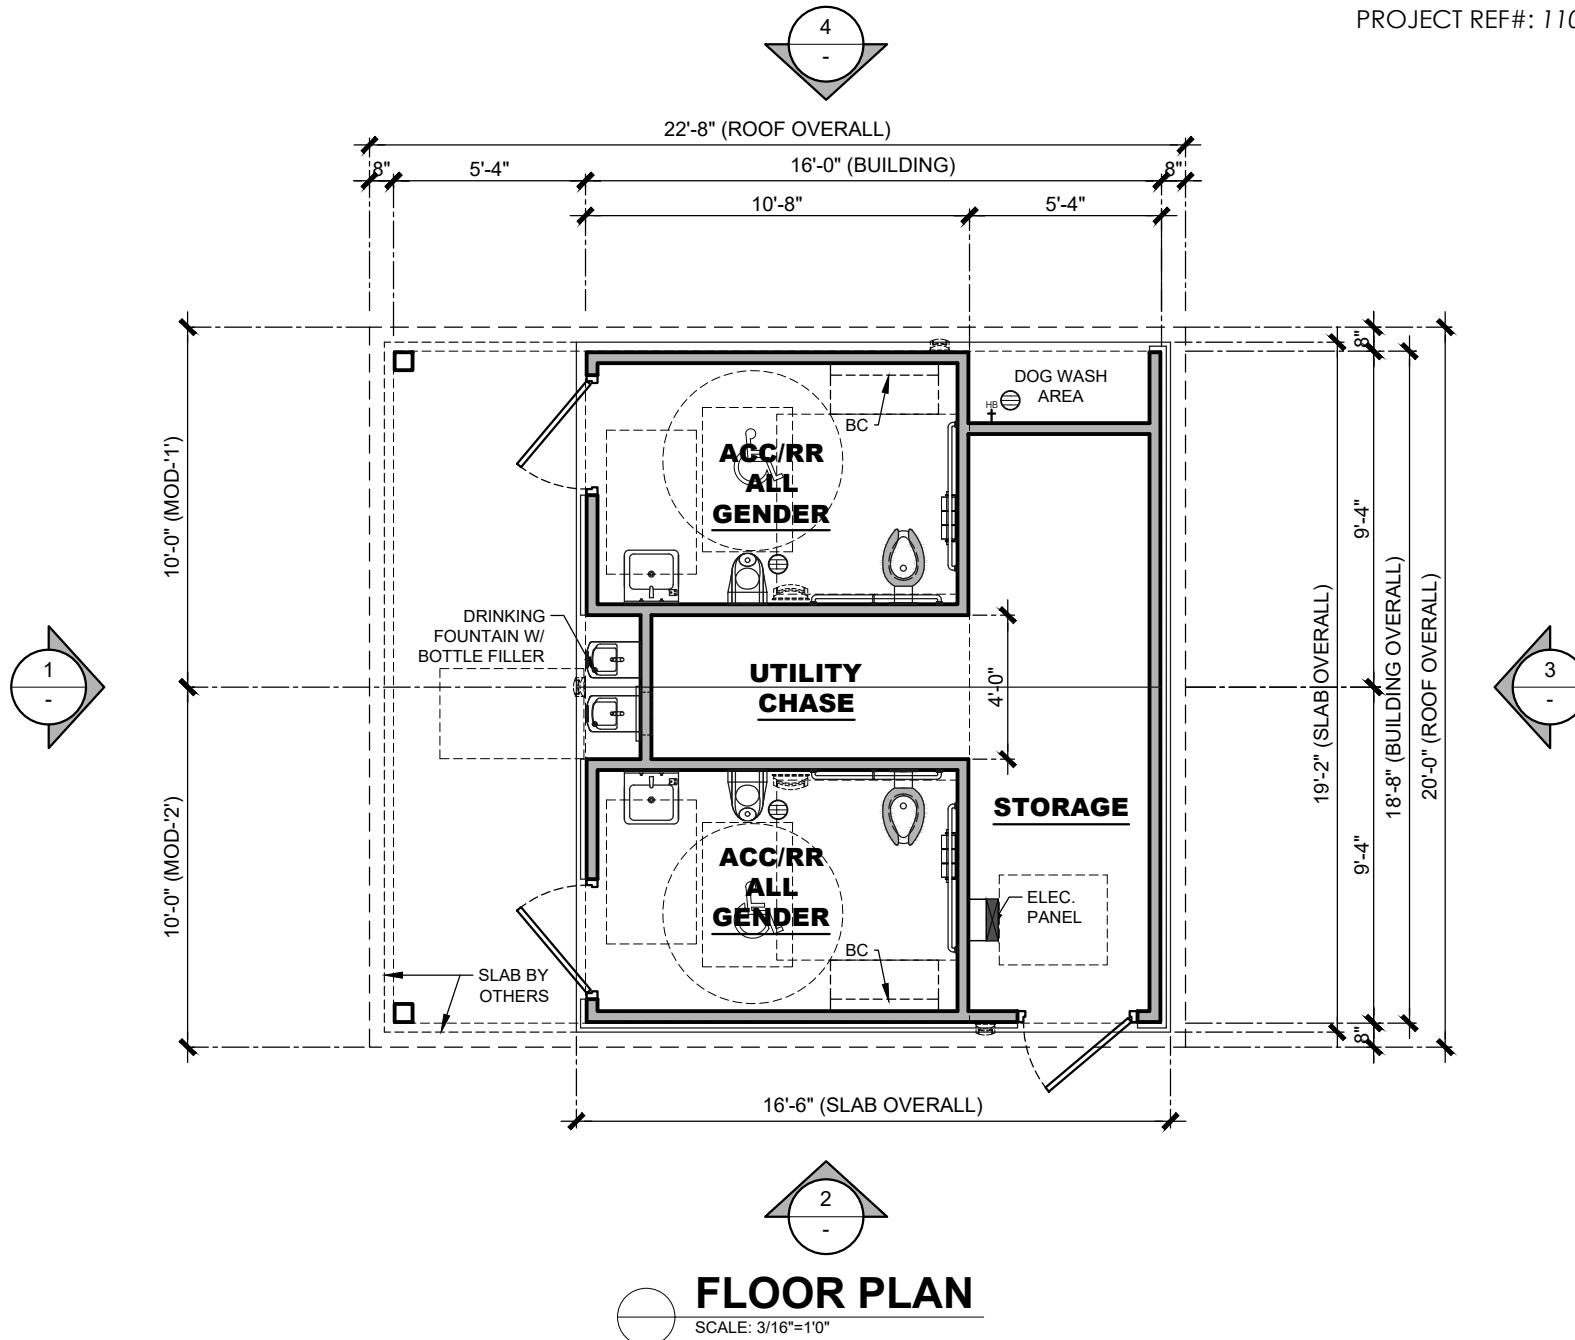 PROJECT REF#: 110
4
-
22'-8" (ROOF OVERALL)
8"
5'-4"
16'-0" (BUILDING)
8"
10'-8"
5'-4"
DOG WASH
AREA
HB
BC
ACC/RR
ALL
GENDER
10'-0" (MOD-'1')
8"
9'-4"
DRINKING
FOUNTAIN W/
BOTTLE FILLER
UTILITY
CHASE
4'-0"
19'-2" (SLAB OVERALL)
18'-8" (BUILDING OVERALL)
20'-0" (ROOF OVERALL)
1
-
3
-
STORAGE
10'-0" (MOD-'2')
9'-4"
8"
ACC/RR
ALL
GENDER
ELEC.
PANEL
BC
SLAB BY
OTHERS
16'-6" (SLAB OVERALL)
2
-
FLOOR PLAN
SCALE: 3/16"=1'0"